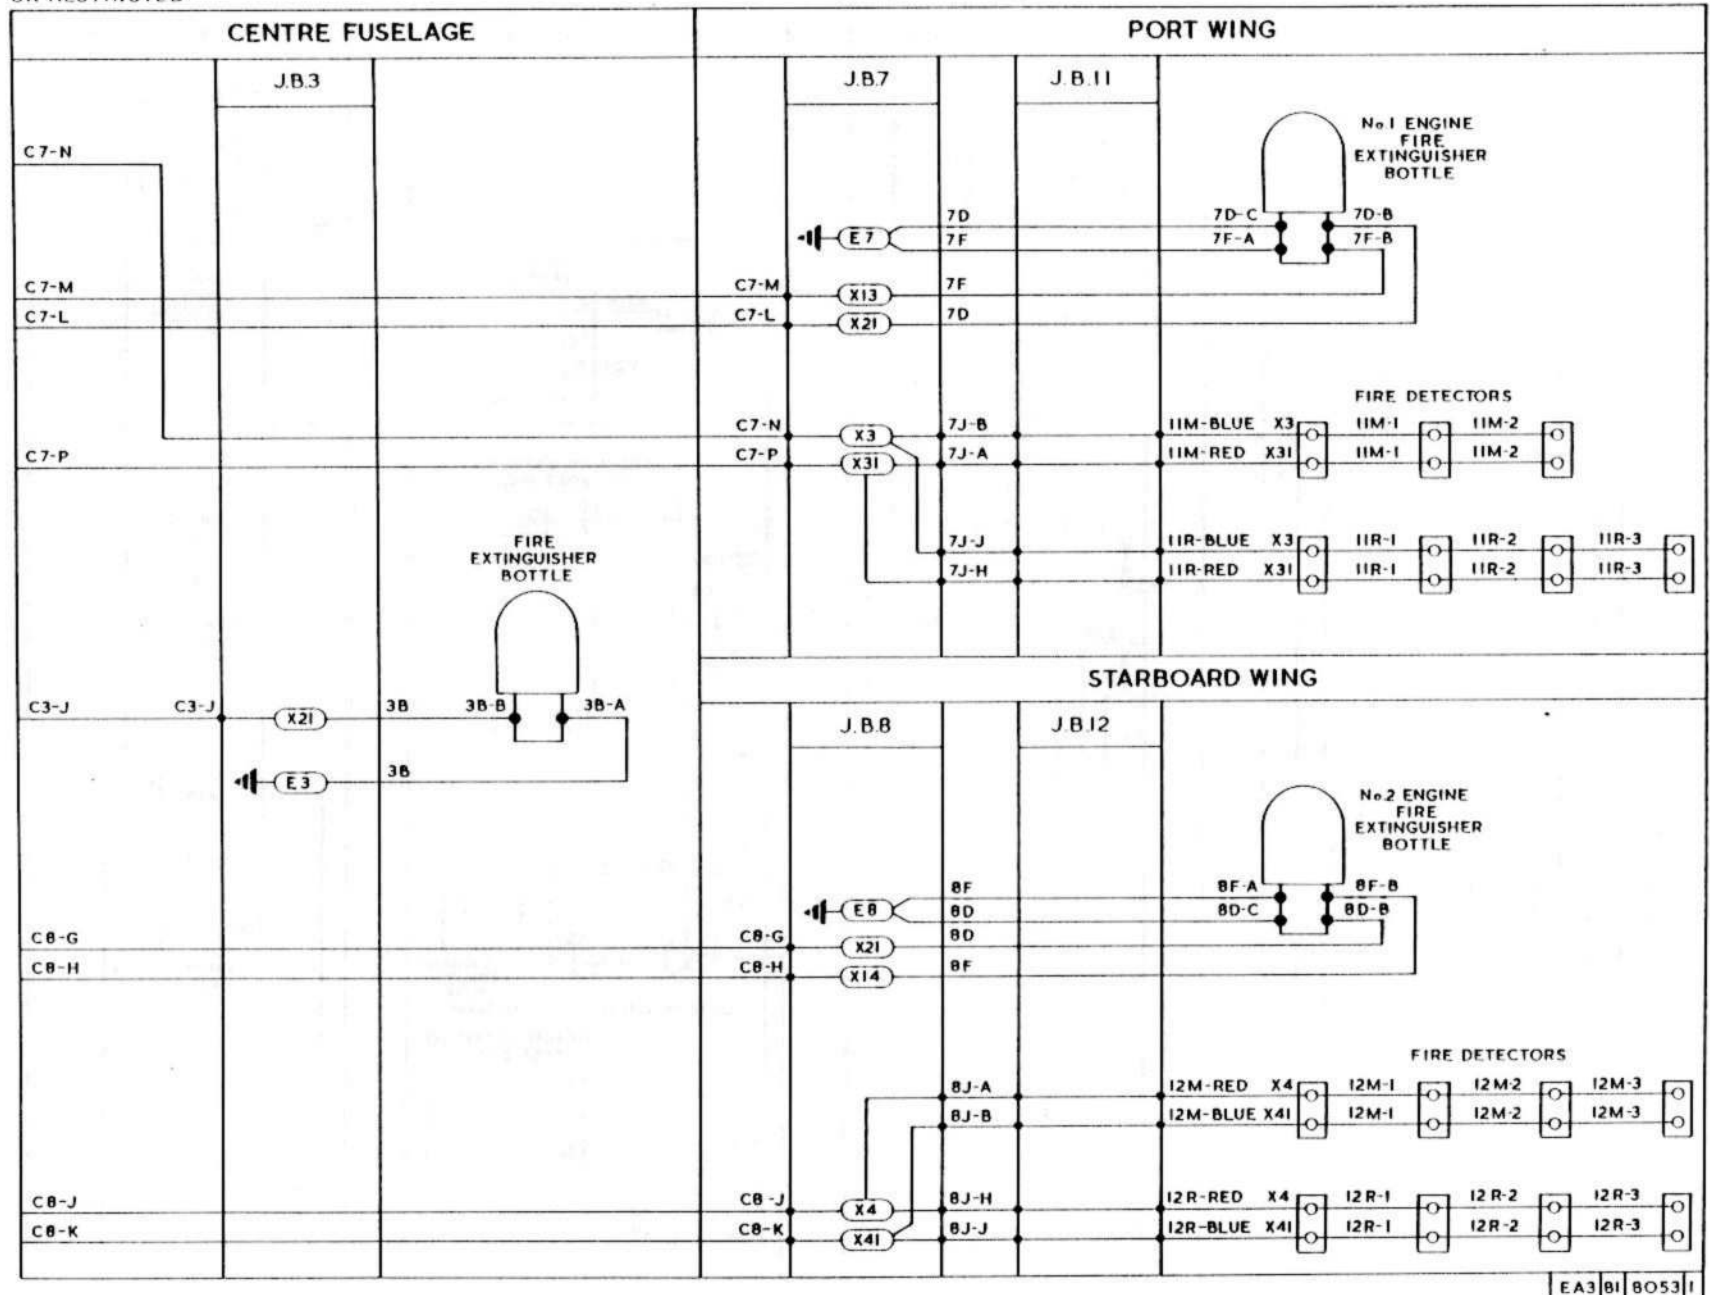 CENTRE FUSELAGE
PORT WING
J.B.3
J.B.7
J.B.11
No.1 ENGINE
FIRE
EXTINGUISHER
BOTTLE
C7-N
7D
7D-C
7D-B
E7
7F
7F-A
7F-B
C7-M
C7-M
X13
7F
C7-L
C7-L
X21
7D
FIRE DETECTORS
C7-N
X3
7J-B
11M-BLUE X3
11M-1
11M-2
C7-P
C7-P
X31
7J-A
11M-RED X31
11M-1
11M-2
7J-J
11R-BLUE X3
11R-1
11R-2
11R-3
7J-H
11R-RED X31
11R-1
11R-2
11R-3
FIRE
EXTINGUISHER
BOTTLE
STARBOARD WING
C3-J
C3-J
X21
3B
3B-B
3B-A
E3
3B
J.B.8
J.B.12
No.2 ENGINE
FIRE
EXTINGUISHER
BOTTLE
8F
8F-A
8F-B
E8
8D
8D-C
8D-B
C8-G
C8-G
X21
8D
C8-H
C8-H
X14
8F
FIRE DETECTORS
8J-A
12M-RED X4
12M-1
12M-2
12M-3
8J-B
12M-BLUE X41
12M-1
12M-2
12M-3
C8-J
C8-J
X4
8J-H
12R-RED X4
12R-1
12R-2
12R-3
C8-K
C8-K
X41
8J-J
12R-BLUE X41
12R-1
12R-2
12R-3
EA3 B1 8053 1